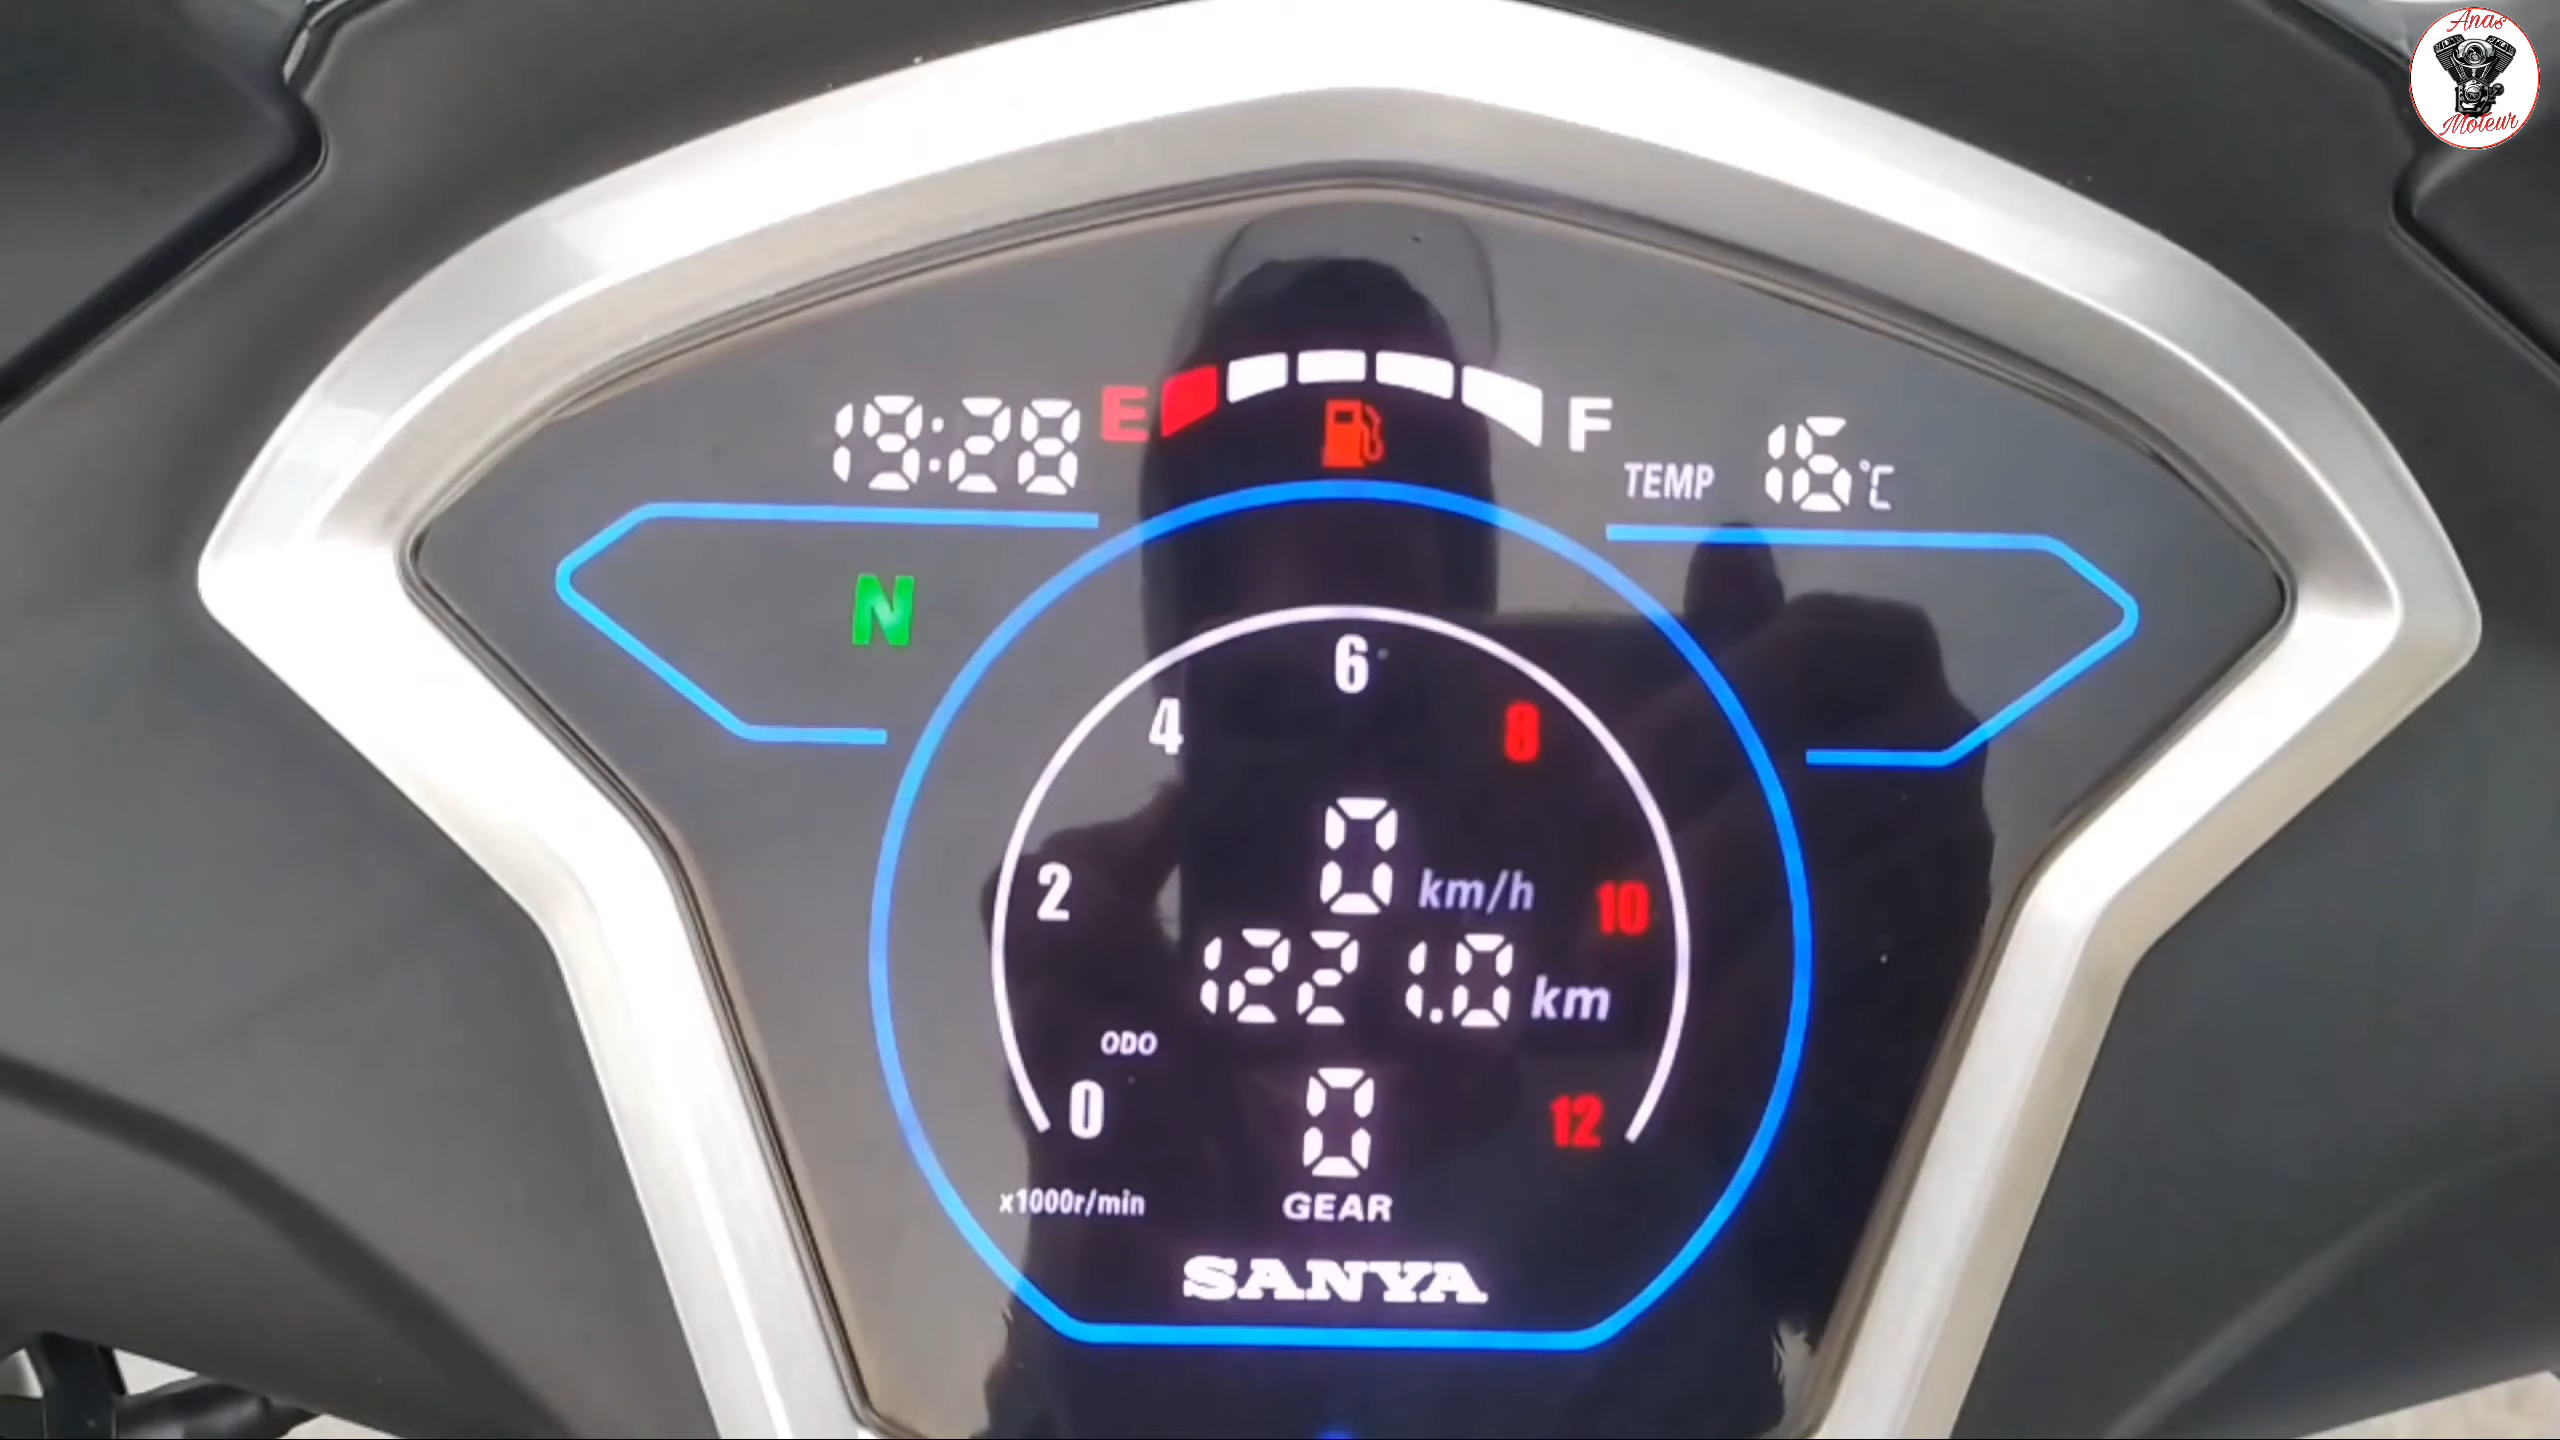 Anas
Moteur
19:28
E
F
TEMP 16°C
N
6
4
8
2
0 km/h
10
1221.0 km
ODO
0
0
12
x1000r/min
GEAR
SANYA